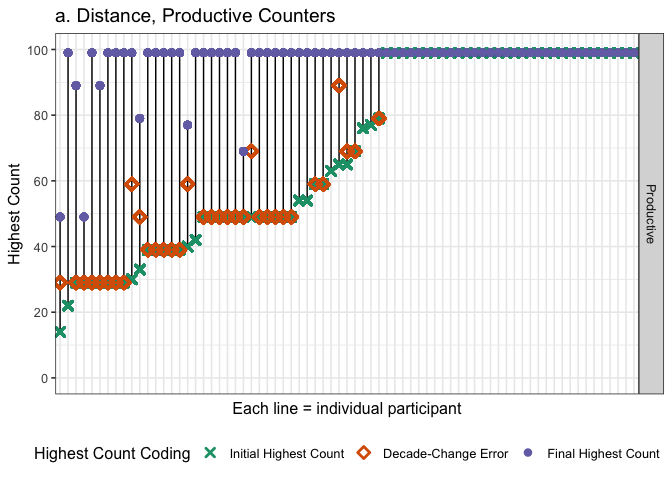 a. Distance, Productive Counters
100
80
60
40
20
0
Highest Count
Productive
Each line = individual participant
Highest Count Coding Initial Highest Count Decade-Change Error Final Highest Count